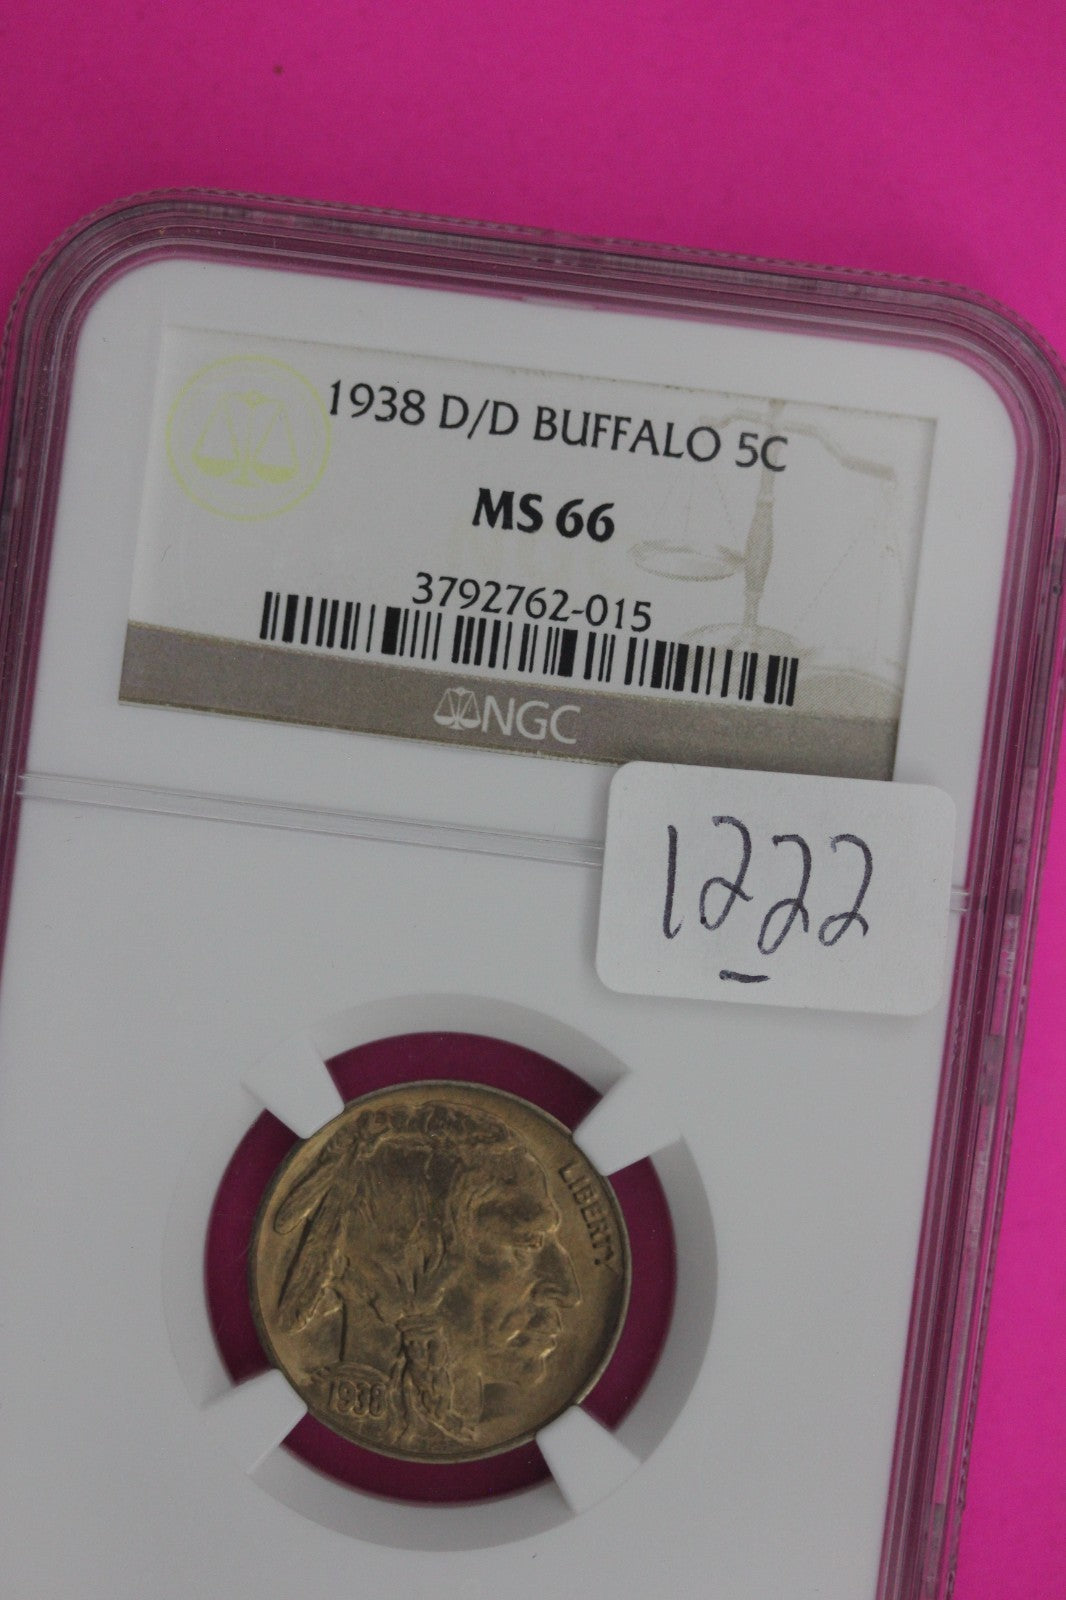 1938 D/D BUFFALO 5C
MS 66
3792762-015
NGC
1222
LIBERTY
1938